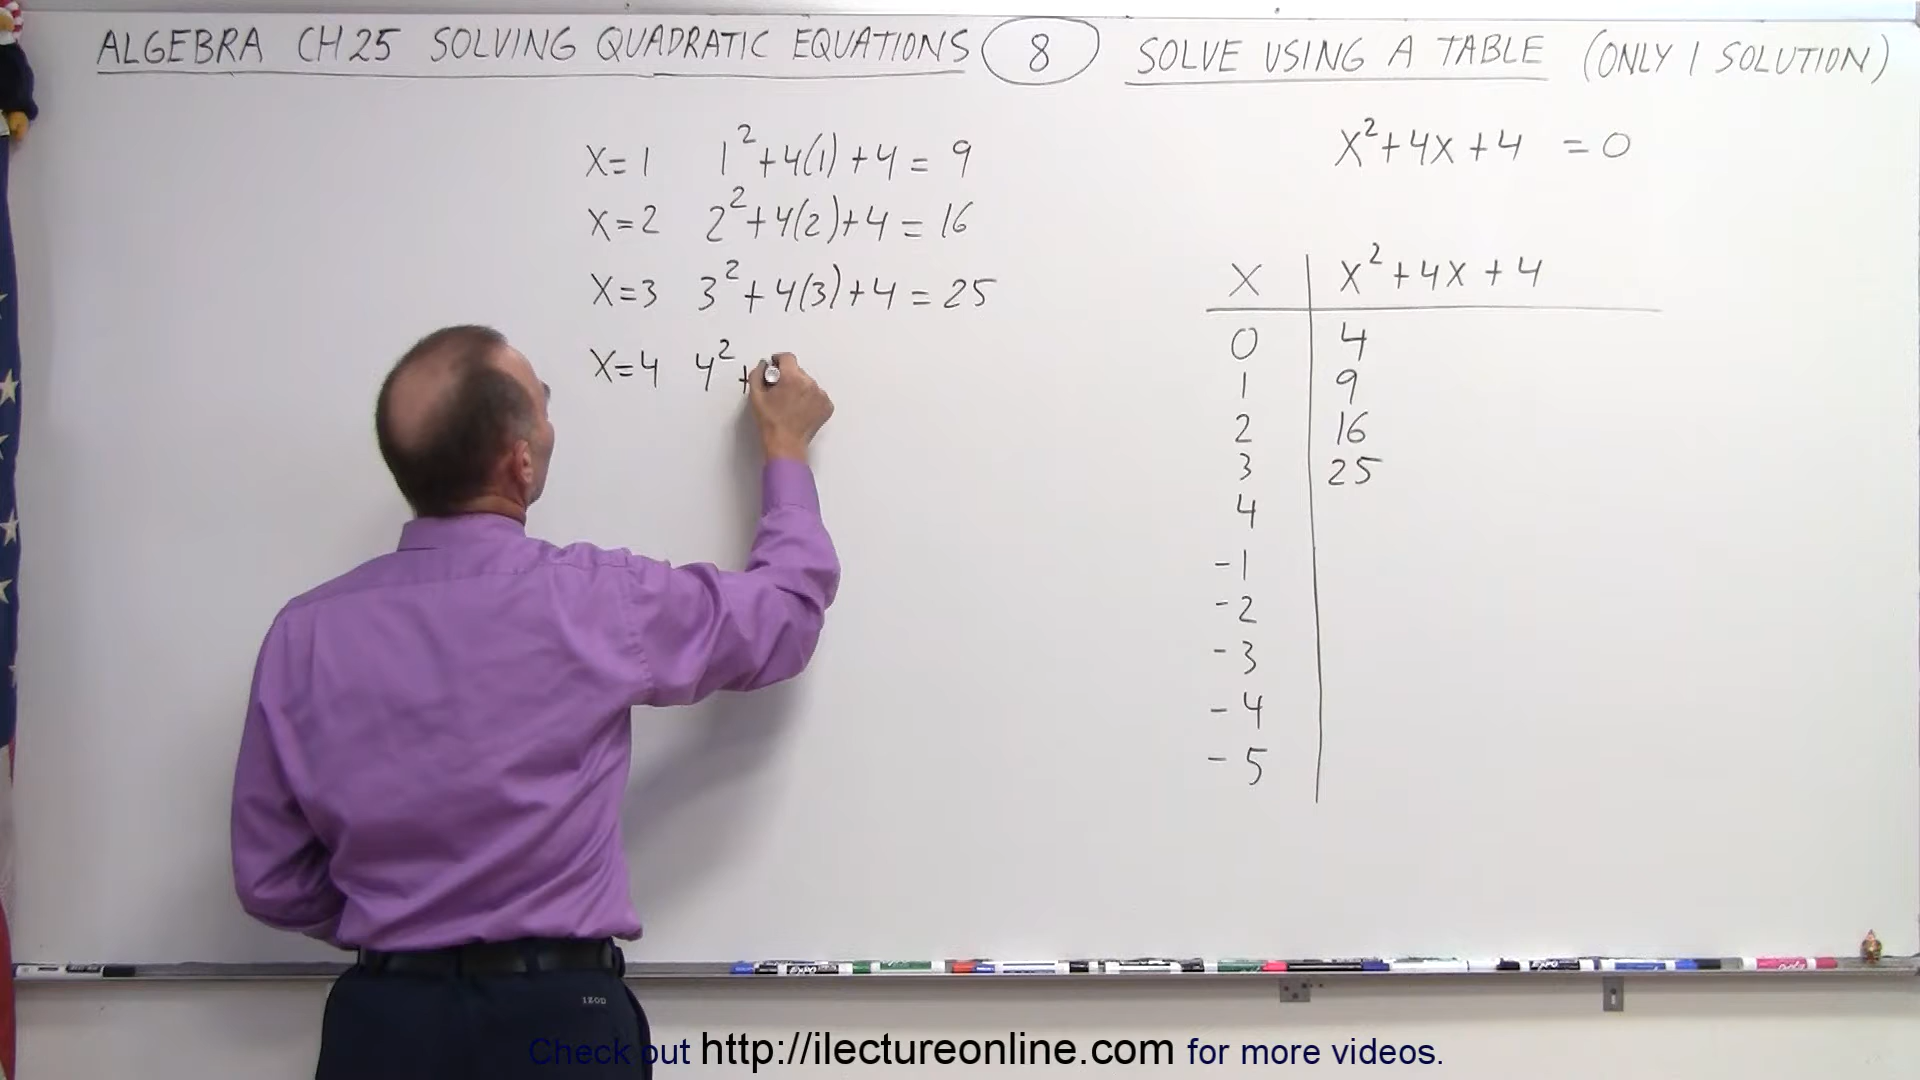 ALGEBRA CH25 SOLVING QUADRATIC EQUATIONS 8 SOLVE USING A TABLE (ONLY 1 SOLUTION)
X=1 1²+4(1)+4=9
X=2 2²+4(2)+4=16
X=3 3²+4(3)+4=25
X=4 4²+
X²+4X+4 =0
X X²+4X+4
0 4
1 9
2 16
3 25
4
-1
-2
-3
-4
-5
IZOD
Check out http://ilectureonline.com for more videos.